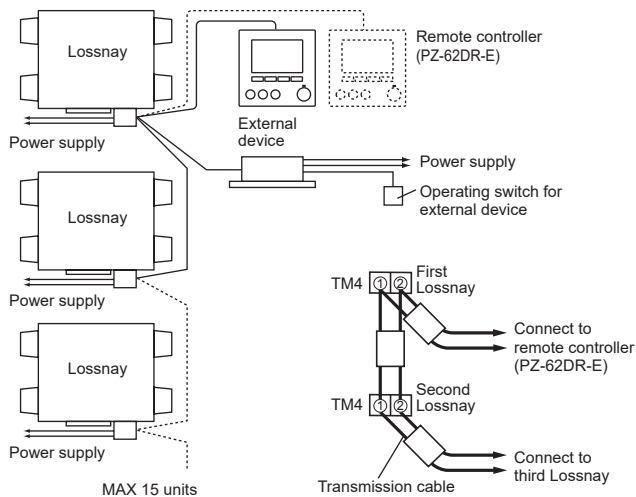 Lossnay
Remote controller
(PZ-62DR-E)
External
device
Power supply
Power supply
Operating switch for
external device
Lossnay
Power supply
TM4 ① ② First
Lossnay
Connect to
remote controller
(PZ-62DR-E)
Lossnay
TM4 ① ② Second
Lossnay
Power supply
Connect to
third Lossnay
Transmission cable
MAX 15 units